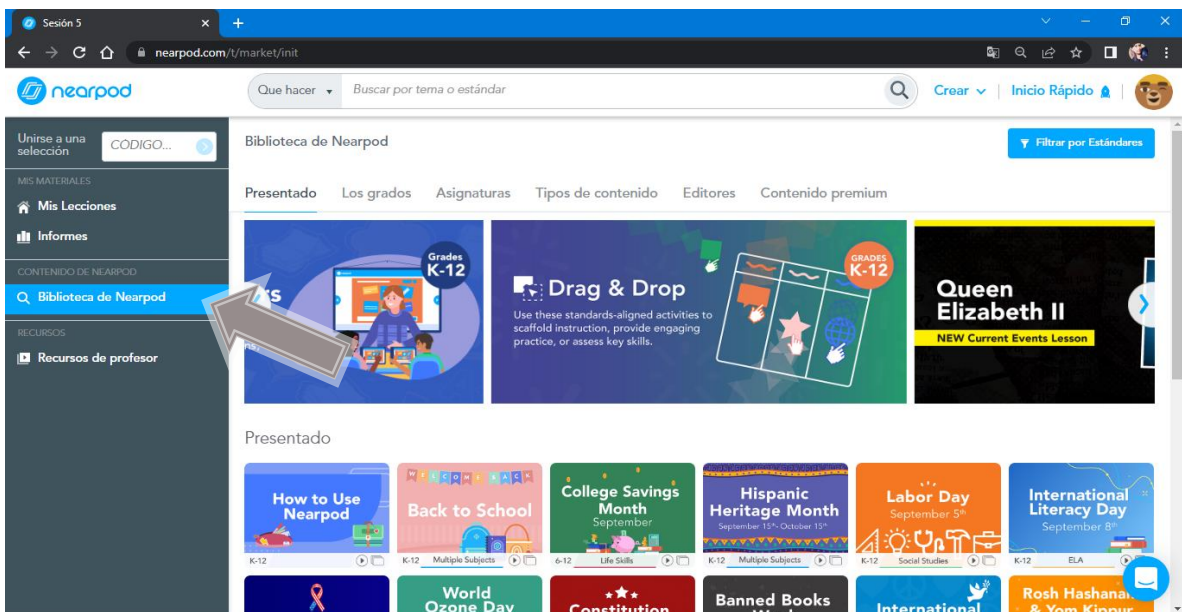 Sesión 5
nearpod.com/t/market/init
nearpod
Que hacer
Buscar por tema o estándar
Crear
Inicio Rápido
Unirse a una selección
CÓDIGO...
MIS MATERIALES
Mis Lecciones
Informes
CONTENIDO DE NEARPOD
Biblioteca de Nearpod
RECURSOS
Recursos de profesor
Biblioteca de Nearpod
Filtrar por Estándares
Presentado
Los grados
Asignaturas
Tipos de contenido
Editores
Contenido premium
Grades
K-12
Drag & Drop
Use these standards-aligned activities to
scaffold instruction, provide engaging
practice, or assess key skills.
GRADES
K-12
Queen
Elizabeth II
NEW Current Events Lesson
Presentado
How to Use
Nearpod
K-12
WELCOME BACK
Back to School
K-12
Multiple Subjects
College Savings
Month
September
6-12
Life Skills
Hispanic
Heritage Month
September 15th- October 15th
K-12
Multiple Subjects
Labor Day
September 5th
K-12
Social Studies
International
Literacy Day
September 8th
K-12
ELA
World
Ozone Day
Constitution
Banned Books
International
Rosh Hashanah
& Yom Kippur